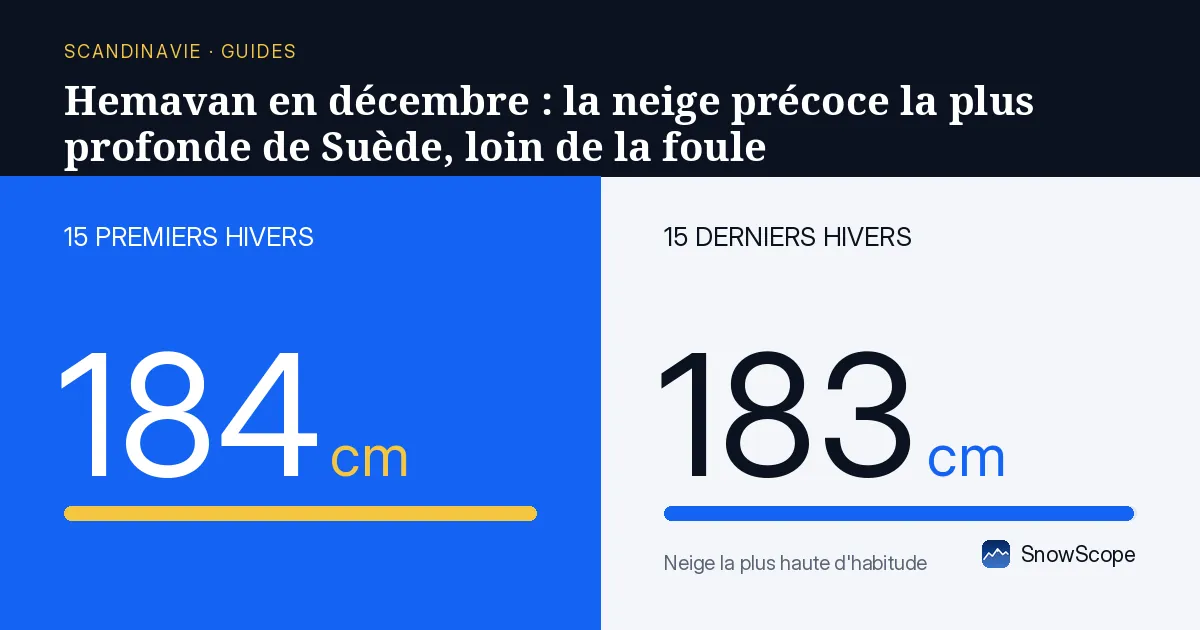 SCANDINAVIE · GUIDES
Hemavan en décembre : la neige précoce la plus
profonde de Suède, loin de la foule
15 PREMIERS HIVERS
184 cm
15 DERNIERS HIVERS
183 cm
Neige la plus haute d'habitude
SnowScope